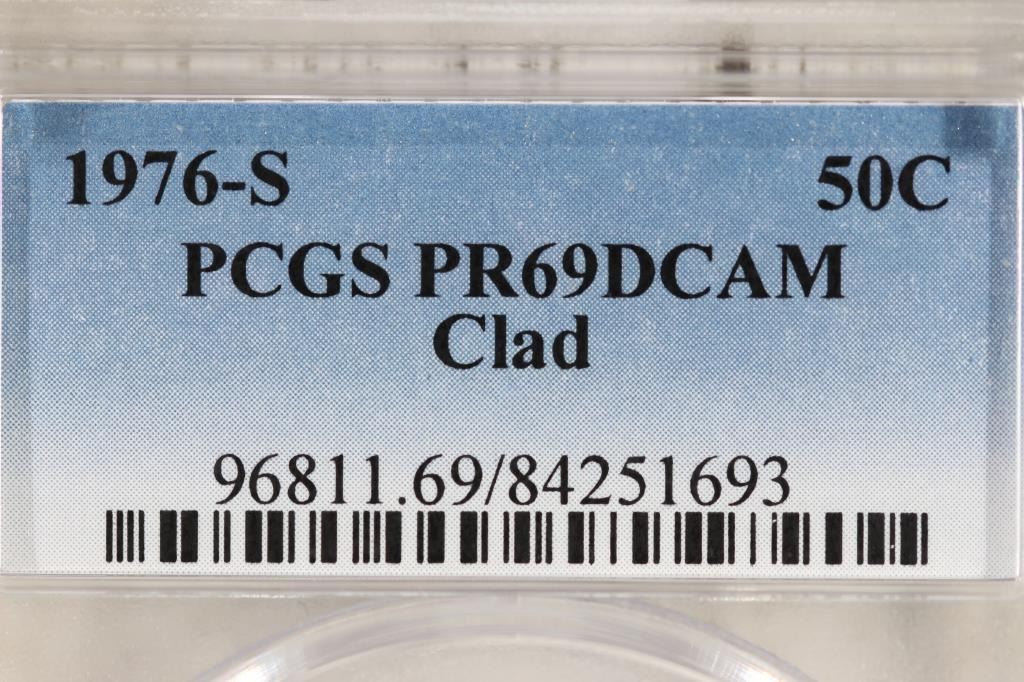 1976-S 50C
PCGS PR69DCAM
Clad
96811.69/84251693